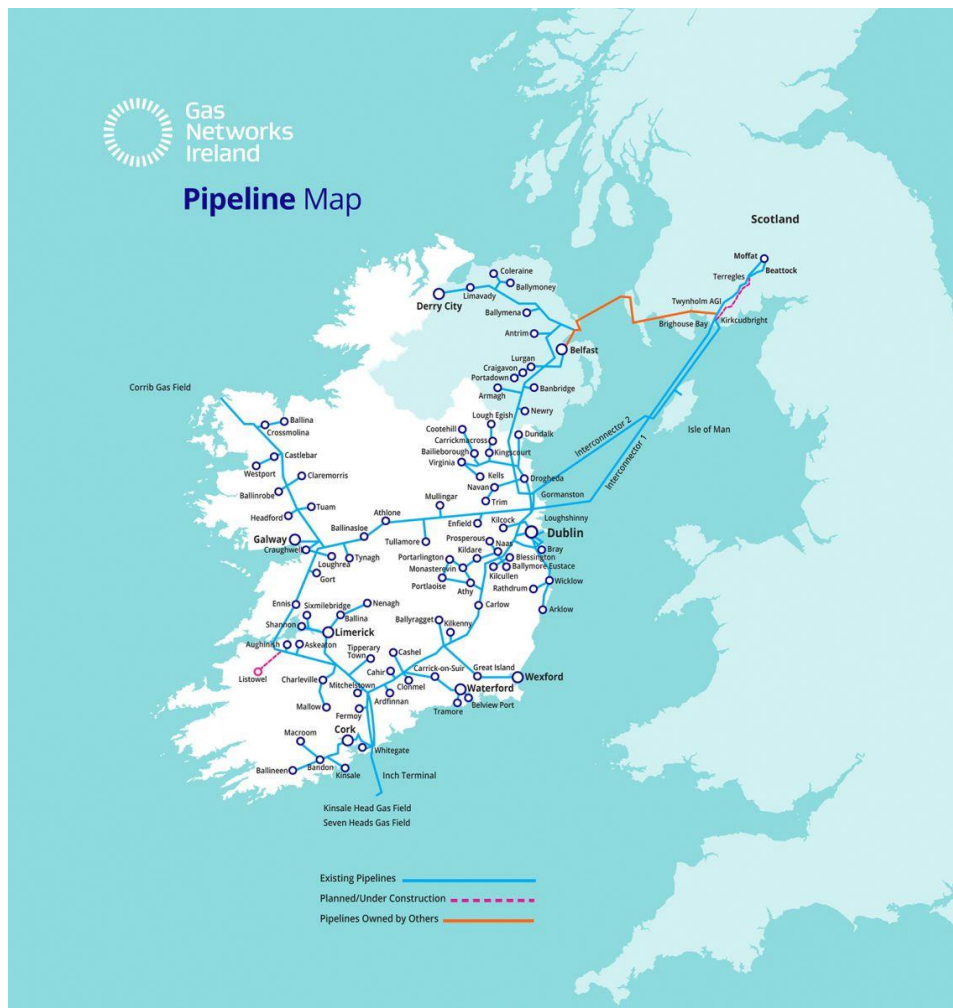 Gas
Networks
Ireland
Pipeline Map
Scotland
Moffat
Beattock
Terregles
Twynholm AGI
Brighouse Bay
Kirkcudbright
Coleraine
Ballymoney
Limavady
Derry City
Ballymena
Antrim
Belfast
Lurgan
Craigavon
Portadown
Armagh
Banbridge
Newry
Lough Egish
Cootehill
Carrickmacross
Dundalk
Bailieborough
Kingscourt
Virginia
Kells
Navan
Drogheda
Trim
Gormanston
Interconnector 2
Interconnector 1
Isle of Man
Corrib Gas Field
Ballina
Crossmolina
Castlebar
Westport
Claremorris
Ballinrobe
Tuam
Headford
Mullingar
Athlone
Ballinasloe
Galway
Craughwell
Loughrea
Tynagh
Tullamore
Enfield
Kilcock
Loughshinny
Dublin
Prosperous
Naas
Bray
Kildare
Blessington
Portarlington
Monasterevin
Kilcullen
Ballymore Eustace
Portlaoise
Athy
Rathdrum
Wicklow
Arklow
Carlow
Gort
Ennis
Sixmilebridge
Nenagh
Shannon
Ballina
Limerick
Aughinish
Askeaton
Tipperary
Town
Listowel
Charleville
Mallow
Mitchelstown
Fermoy
Cashel
Cahir
Ardfinnan
Clonmel
Carrick-on-Suir
Ballyragget
Kilkenny
Great Island
Wexford
Waterford
Belview Port
Tramore
Macroom
Cork
Whitegate
Ballineen
Bandon
Kinsale
Inch Terminal
Kinsale Head Gas Field
Seven Heads Gas Field
Existing Pipelines
Planned/Under Construction
Pipelines Owned by Others